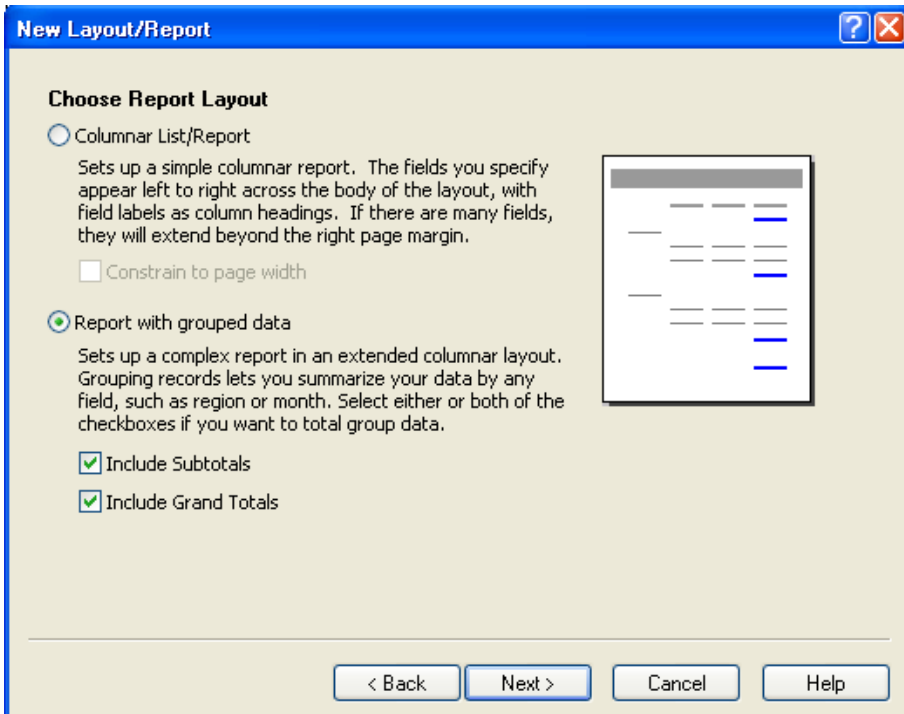 New Layout/Report
Choose Report Layout
Columnar List/Report
Sets up a simple columnar report. The fields you specify
appear left to right across the body of the layout, with
field labels as column headings. If there are many fields,
they will extend beyond the right page margin.
Constrain to page width
Report with grouped data
Sets up a complex report in an extended columnar layout.
Grouping records lets you summarize your data by any
field, such as region or month. Select either or both of the
checkboxes if you want to total group data.
Include Subtotals
Include Grand Totals
< Back Next > Cancel Help